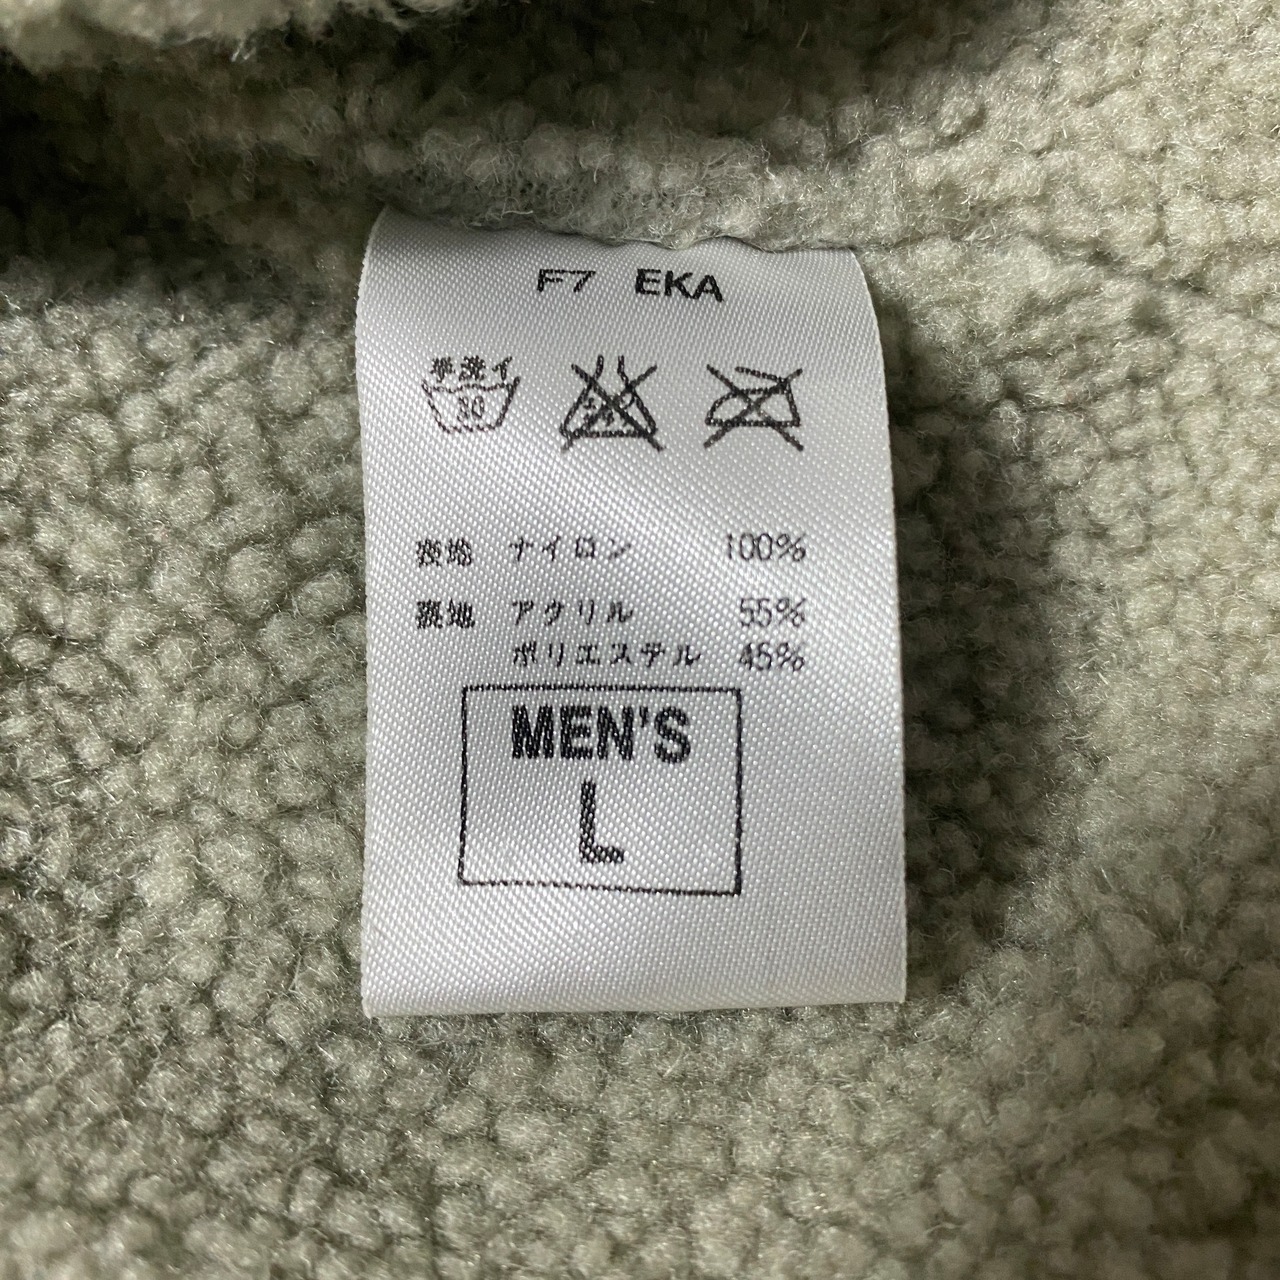 F7 EKA
手洗イ
30
表地 ナイロン 100%
裏地 アクリル 55%
ポリエステル 45%
MEN'S
L